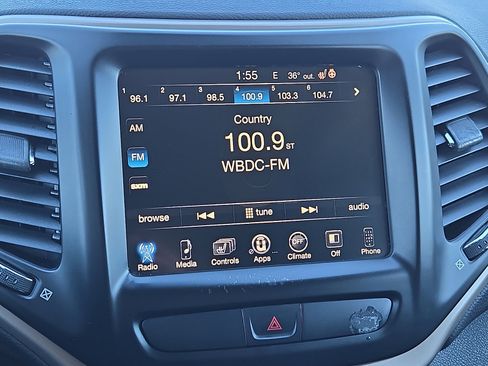 1:55 E 36° out.
1 96.1 2 97.1 3 98.5 4 100.9 5 103.3 6 104.7
AM
Country
FM
100.9 ST
WBDC-FM
sxm
browse tune audio
OFF
Radio Media Controls Apps Climate Off Phone